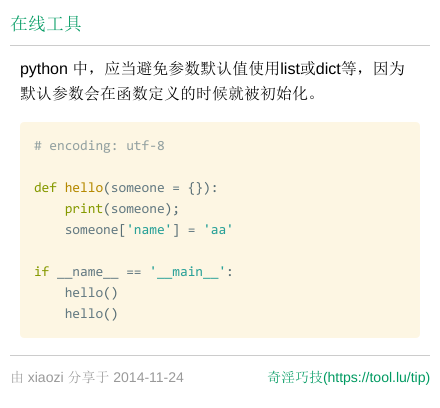 在线工具
python 中，应当避免参数默认值使用list或dict等，因为
默认参数会在函数定义的时候就被初始化。
# encoding: utf-8
def hello(someone = {}):
    print(someone);
    someone['name'] = 'aa'
if __name__ == '__main__':
    hello()
    hello()
由 xiaozi 分享于 2014-11-24
奇淫巧技(https://tool.lu/tip)